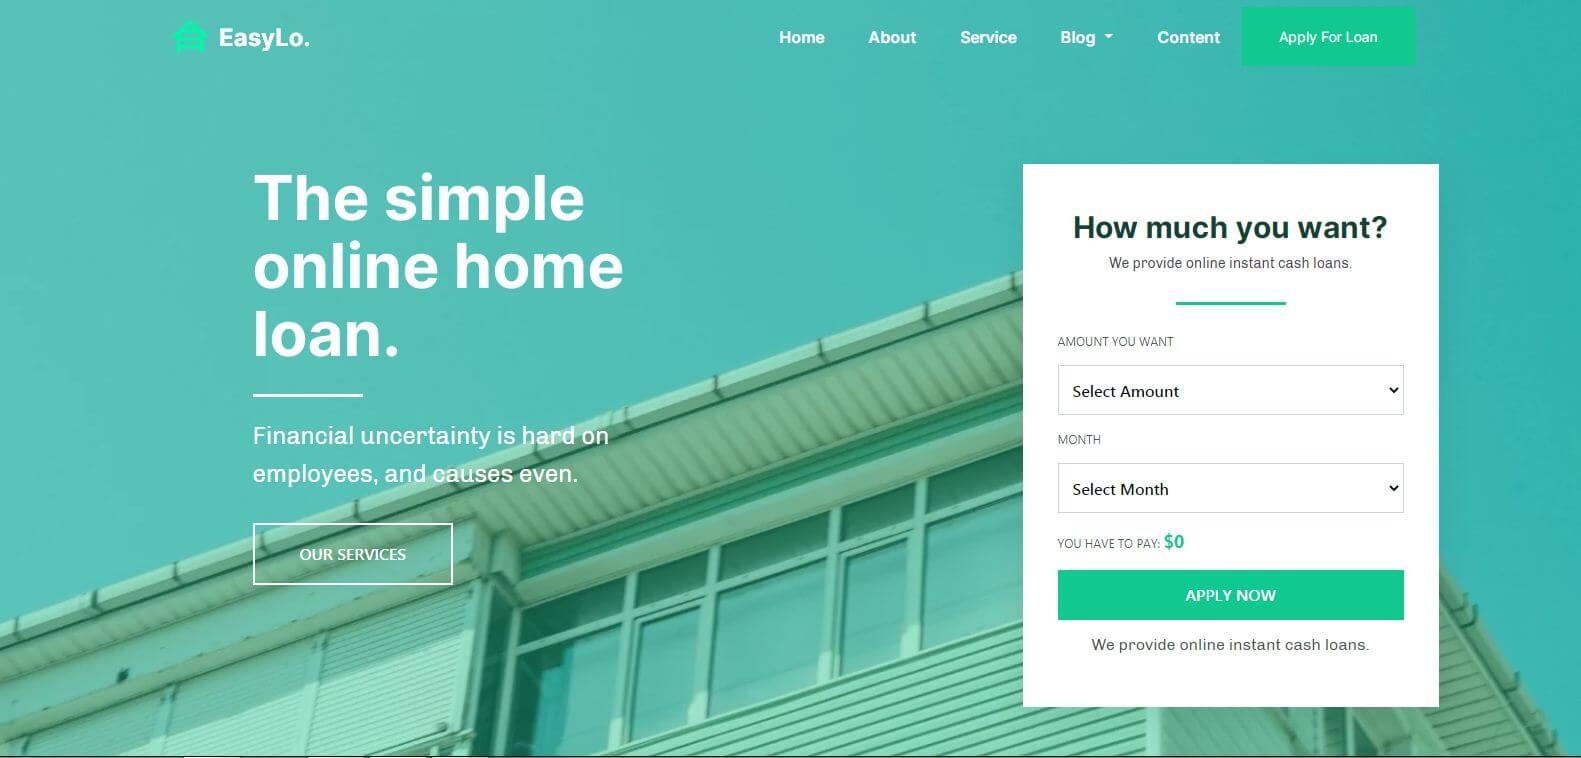 EasyLo.
Home About Service Blog Content Apply For Loan
The simple
online home
loan.
Financial uncertainty is hard on
employees, and causes even.
OUR SERVICES
How much you want?
We provide online instant cash loans.
AMOUNT YOU WANT
Select Amount
MONTH
Select Month
YOU HAVE TO PAY: $0
APPLY NOW
We provide online instant cash loans.